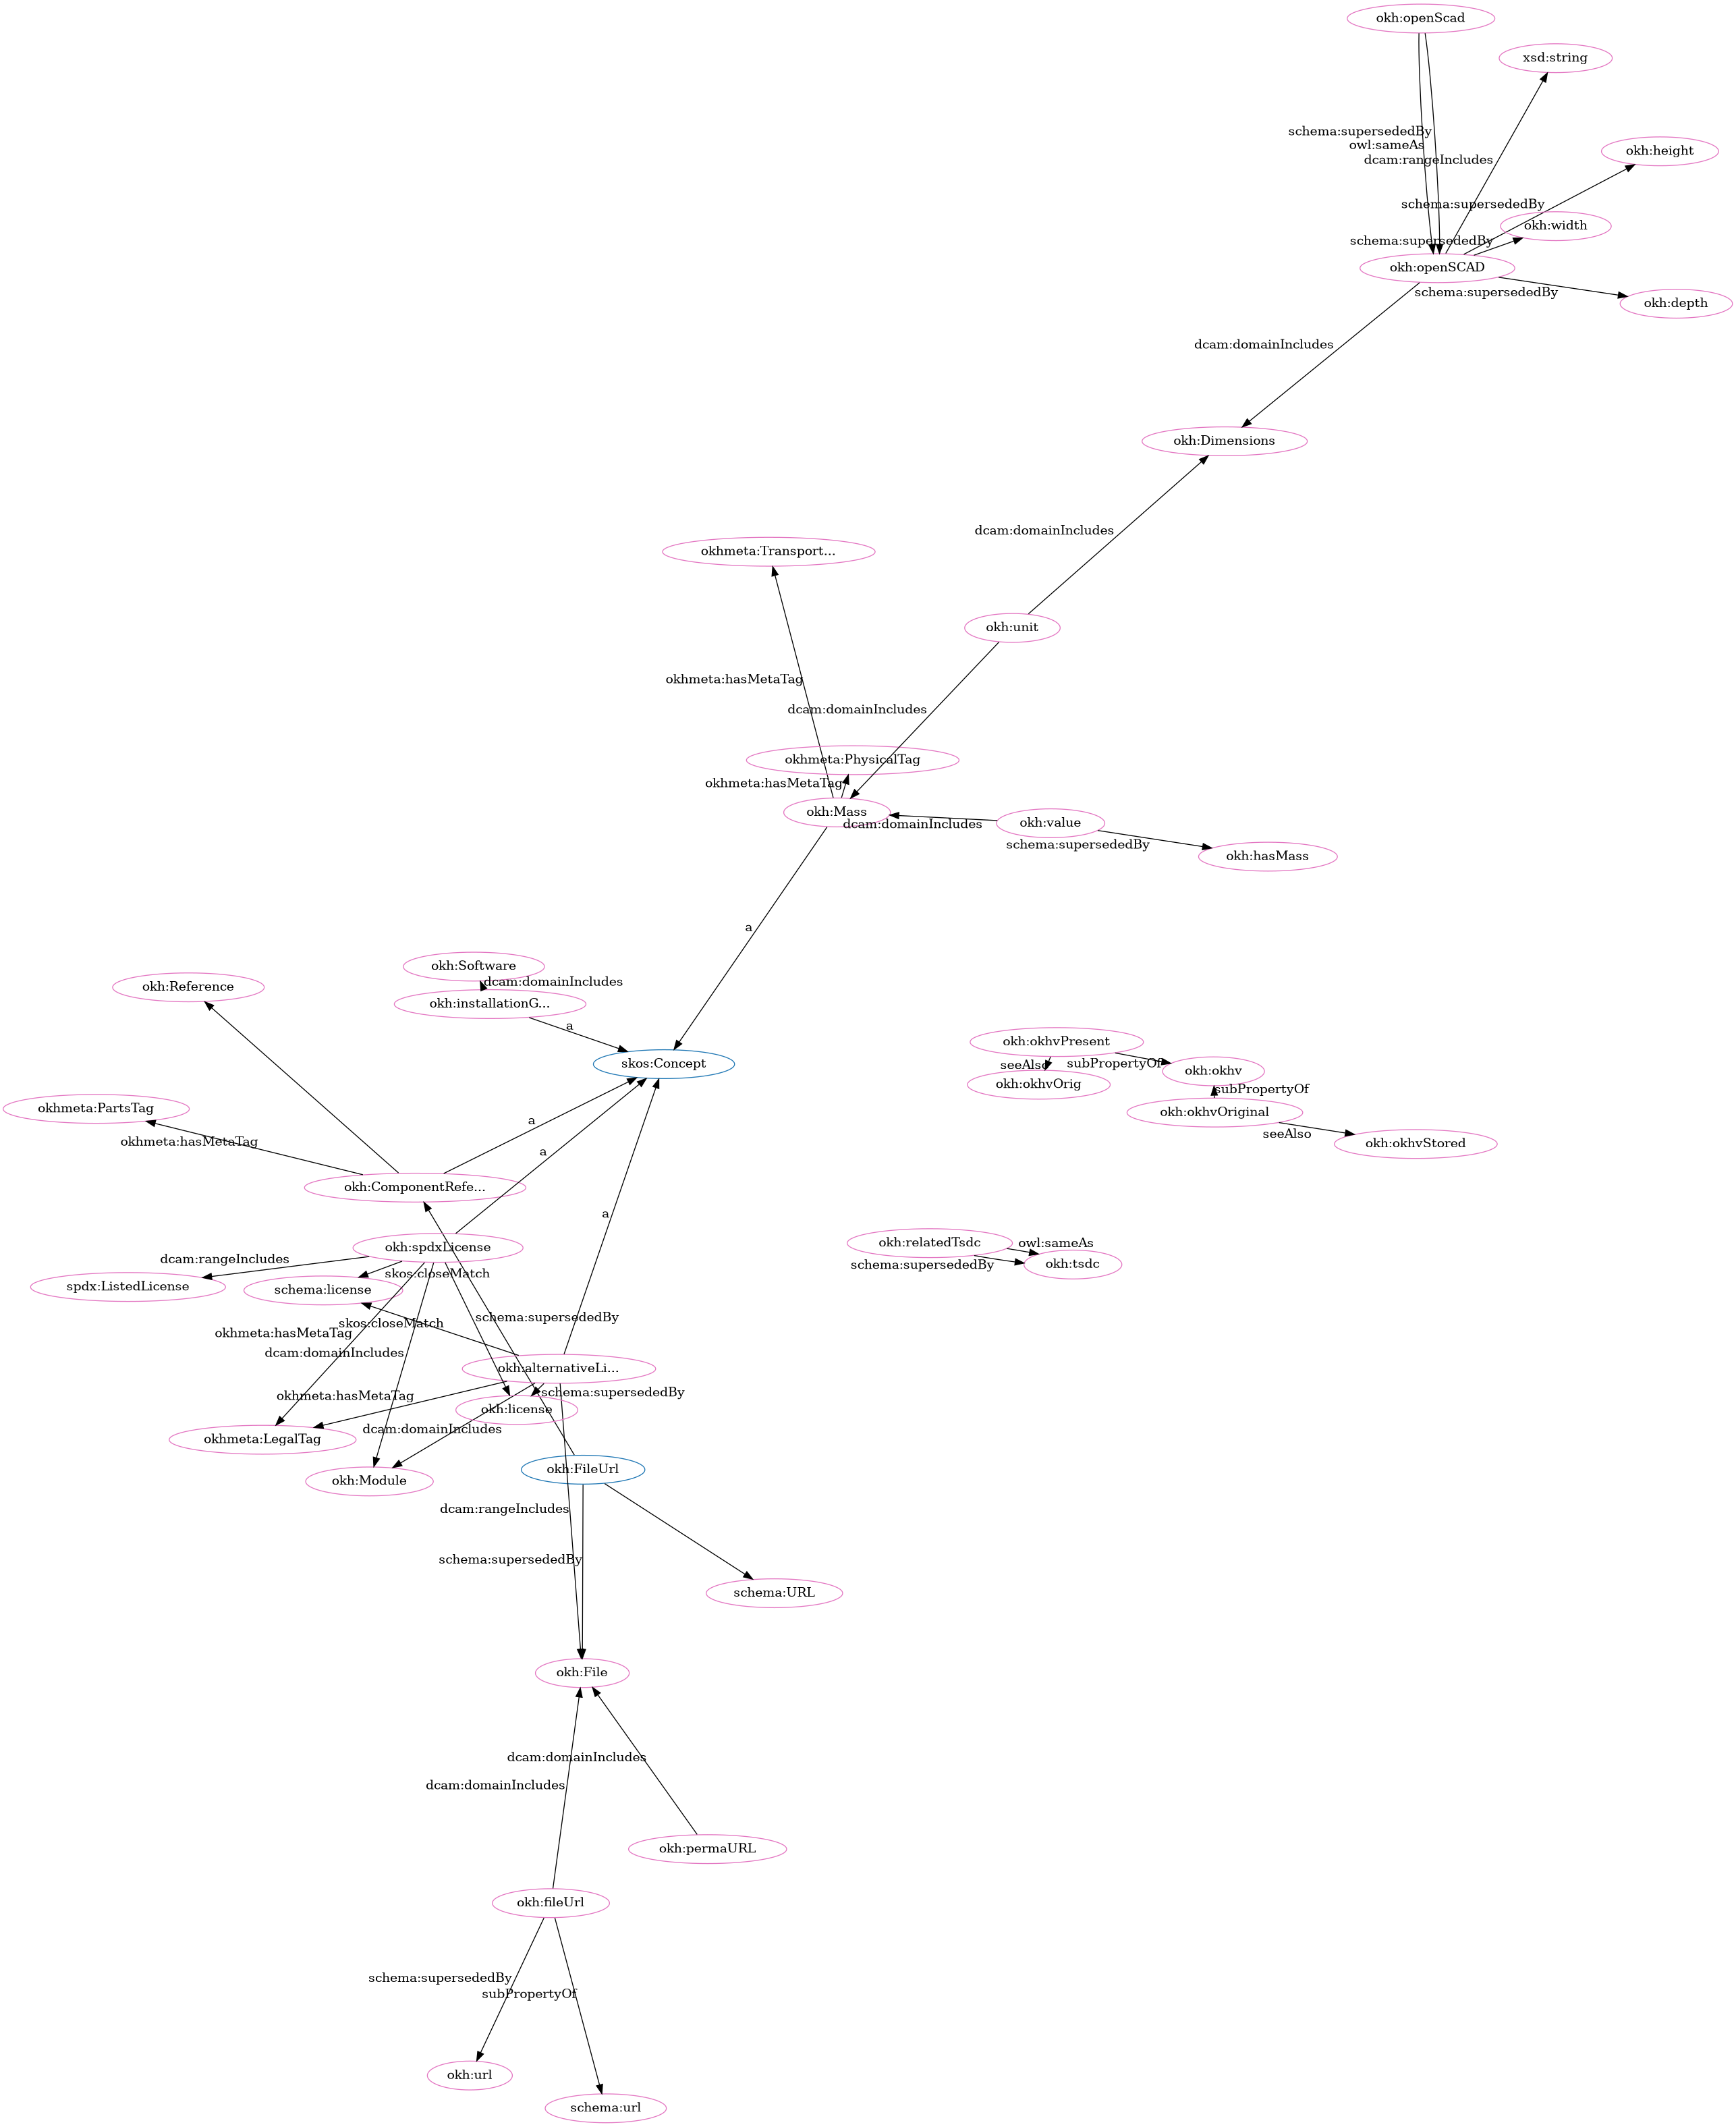 okh:openScad
xsd:string
schema:supersededBy
owl:sameAs
okh:height
dcam:rangeIncludes
schema:supersededBy
okh:width
schema:supersededBy
okh:openSCAD
schema:supersededBy
okh:depth
dcam:domainIncludes
okh:Dimensions
dcam:domainIncludes
okhmeta:Transport...
okh:unit
okhmeta:hasMetaTag
dcam:domainIncludes
okhmeta:PhysicalTag
okhmeta:hasMetaTag
okh:Mass
dcam:domainIncludes
okh:value
schema:supersededBy
okh:hasMass
a
okh:Software
dcam:domainIncludes
okh:Reference
okh:installationG...
a
skos:Concept
okh:okhvPresent
seeAlso
subPropertyOf
okh:okhv
okh:okhvOrig
subPropertyOf
okhmeta:PartsTag
okh:okhvOriginal
okhmeta:hasMetaTag
a
seeAlso
okh:okhvStored
a
okh:ComponentRefe...
a
okh:relatedTsdc
owl:sameAs
okh:spdxLicense
dcam:rangeIncludes
schema:supersededBy
okh:tsdc
skos:closeMatch
spdx:ListedLicense
schema:license
schema:supersededBy
skos:closeMatch
okhmeta:hasMetaTag
dcam:domainIncludes
okh:alternativeLi...
okhmeta:hasMetaTag
schema:supersededBy
okh:license
dcam:domainIncludes
okhmeta:LegalTag
okh:FileUrl
okh:Module
dcam:rangeIncludes
schema:supersededBy
schema:URL
okh:File
dcam:domainIncludes
dcam:domainIncludes
okh:permaURL
okh:fileUrl
schema:supersededBy
subPropertyOf
okh:url
schema:url